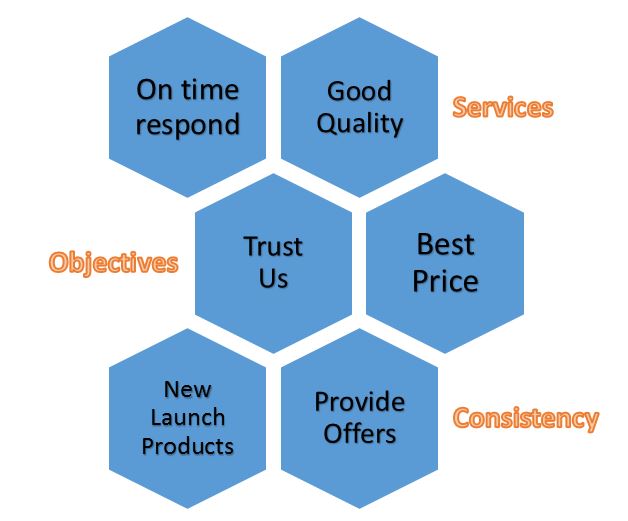 On time
respond
Good
Quality
Services
Objectives
Trust
Us
Best
Price
New
Launch
Products
Provide
Offers
Consistency